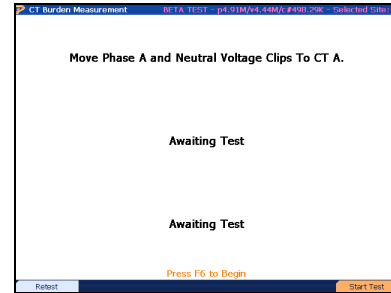 CT Burden Measurement BETA TEST - p4.91M/v4.44M/c#498.29K - Selected Site:
Move Phase A and Neutral Voltage Clips To CT A.
Awaiting Test
Awaiting Test
Press F6 to Begin
Retest Start Test